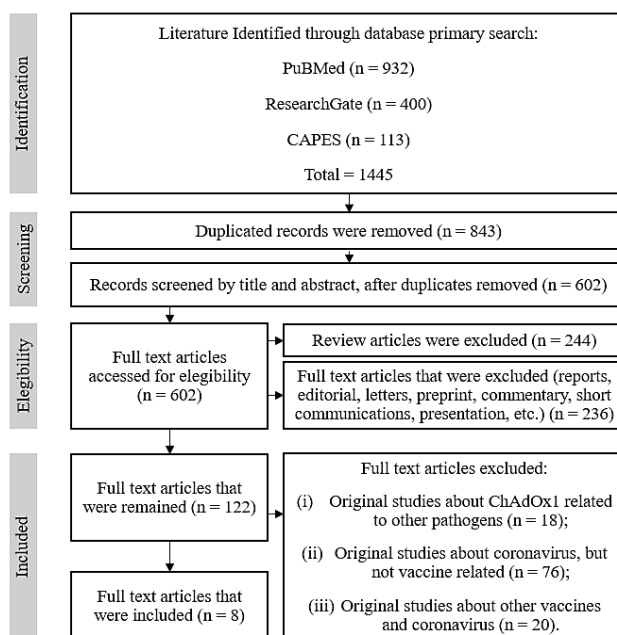 Identification
Literature Identified through database primary search:
PuBMed (n = 932)
ResearchGate (n = 400)
CAPES (n = 113)
Total = 1445
Screening
Duplicated records were removed (n = 843)
Records screened by title and abstract, after duplicates removed (n = 602)
Elegibility
Full text articles
accessed for elegibility
(n = 602)
Review articles were excluded (n = 244)
Full text articles that were excluded (reports,
editorial, letters, preprint, commentary, short
communications, presentation, etc.) (n = 236)
Included
Full text articles that
were remained (n = 122)
Full text articles excluded:
(i) Original studies about ChAdOx1 related
to other pathogens (n = 18);
(ii) Original studies about coronavirus, but
not vaccine related (n = 76);
(iii) Original studies about other vaccines
and coronavirus (n = 20).
Full text articles that
were included (n = 8)